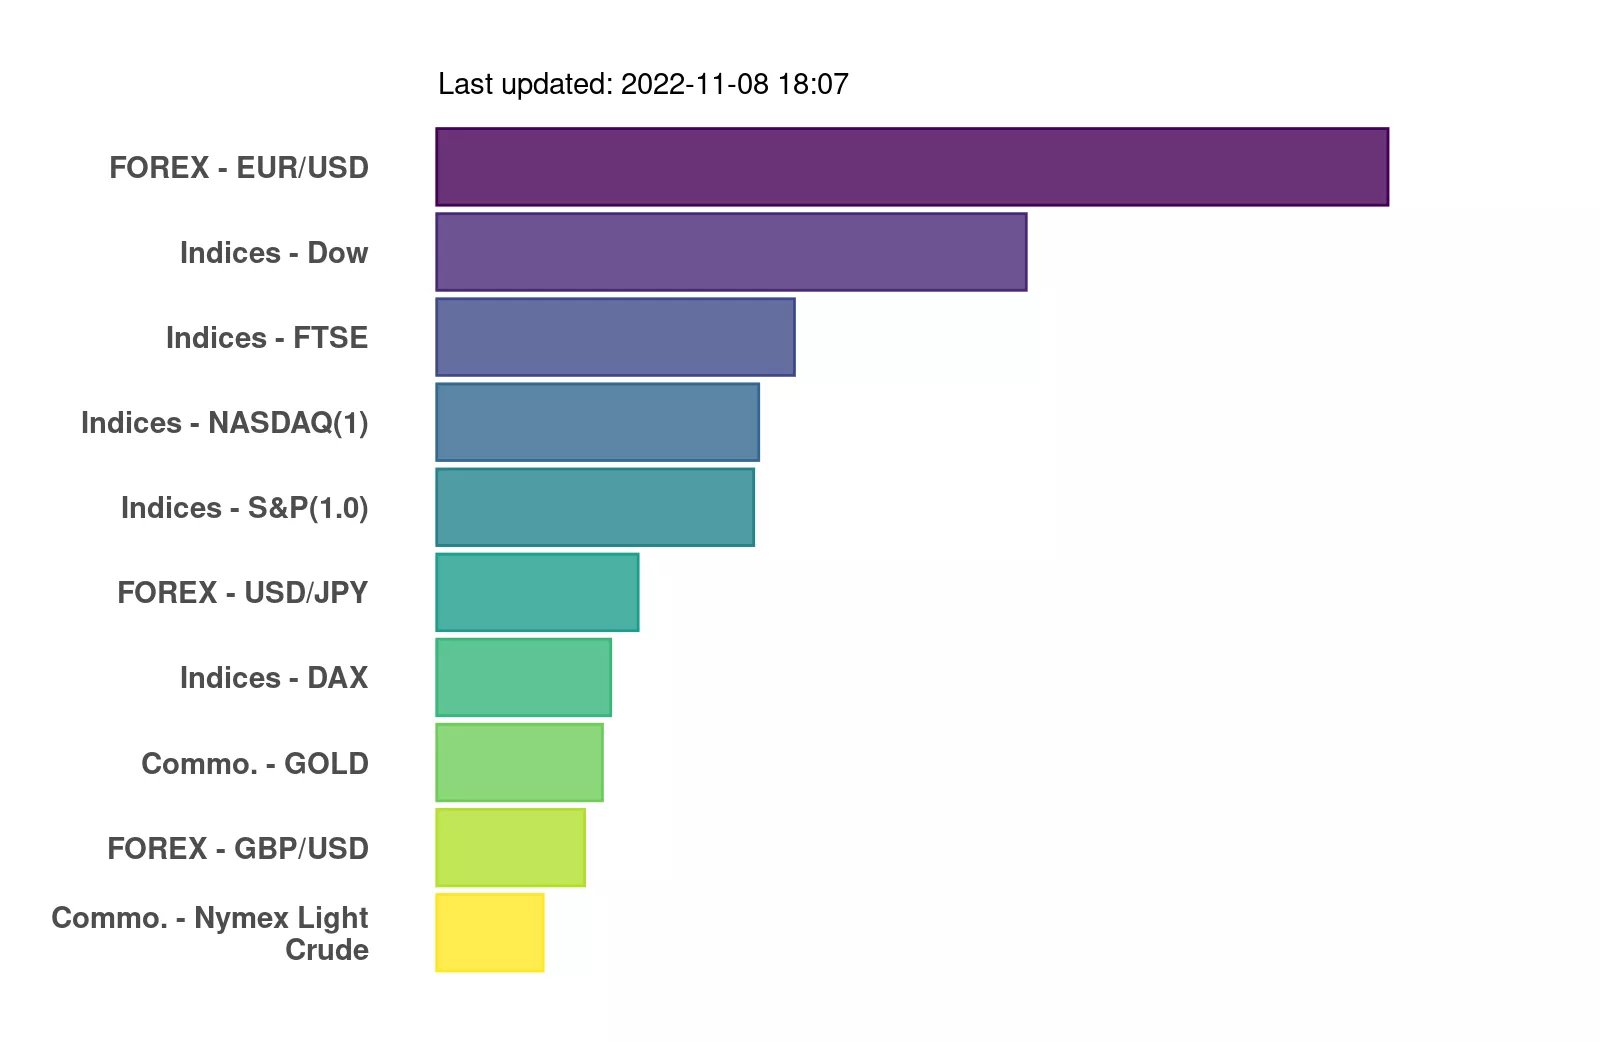 Last updated: 2022-11-08 18:07
FOREX - EUR/USD
Indices - Dow
Indices - FTSE
Indices - NASDAQ(1)
Indices - S&P(1.0)
FOREX - USD/JPY
Indices - DAX
Commo. - GOLD
FOREX - GBP/USD
Commo. - Nymex Light
Crude